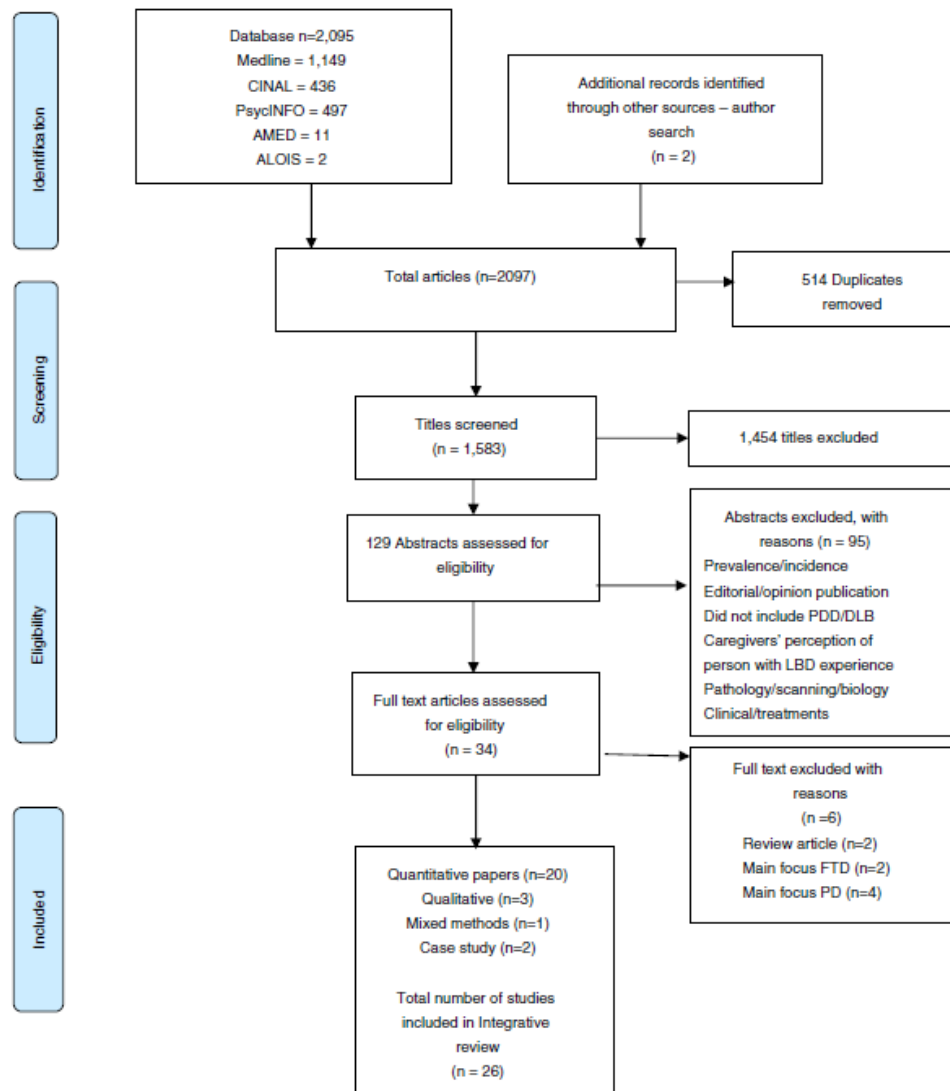 Identification
Database n=2,095
Medline = 1,149
CINAL = 436
PsycINFO = 497
AMED = 11
ALOIS = 2
Additional records identified
through other sources – author
search
(n = 2)
Total articles (n=2097)
514 Duplicates
removed
Screening
Titles screened
(n = 1,583)
1,454 titles excluded
Eligibility
129 Abstracts assessed for
eligibility
Abstracts excluded, with
reasons (n = 95)
Prevalence/incidence
Editorial/opinion publication
Did not include PDD/DLB
Caregivers' perception of
person with LBD experience
Pathology/scanning/biology
Clinical/treatments
Full text articles assessed
for eligibility
(n = 34)
Full text excluded with
reasons
(n =6)
Review article (n=2)
Main focus FTD (n=2)
Main focus PD (n=4)
Included
Quantitative papers (n=20)
Qualitative (n=3)
Mixed methods (n=1)
Case study (n=2)
Total number of studies
included in Integrative
review
(n = 26)